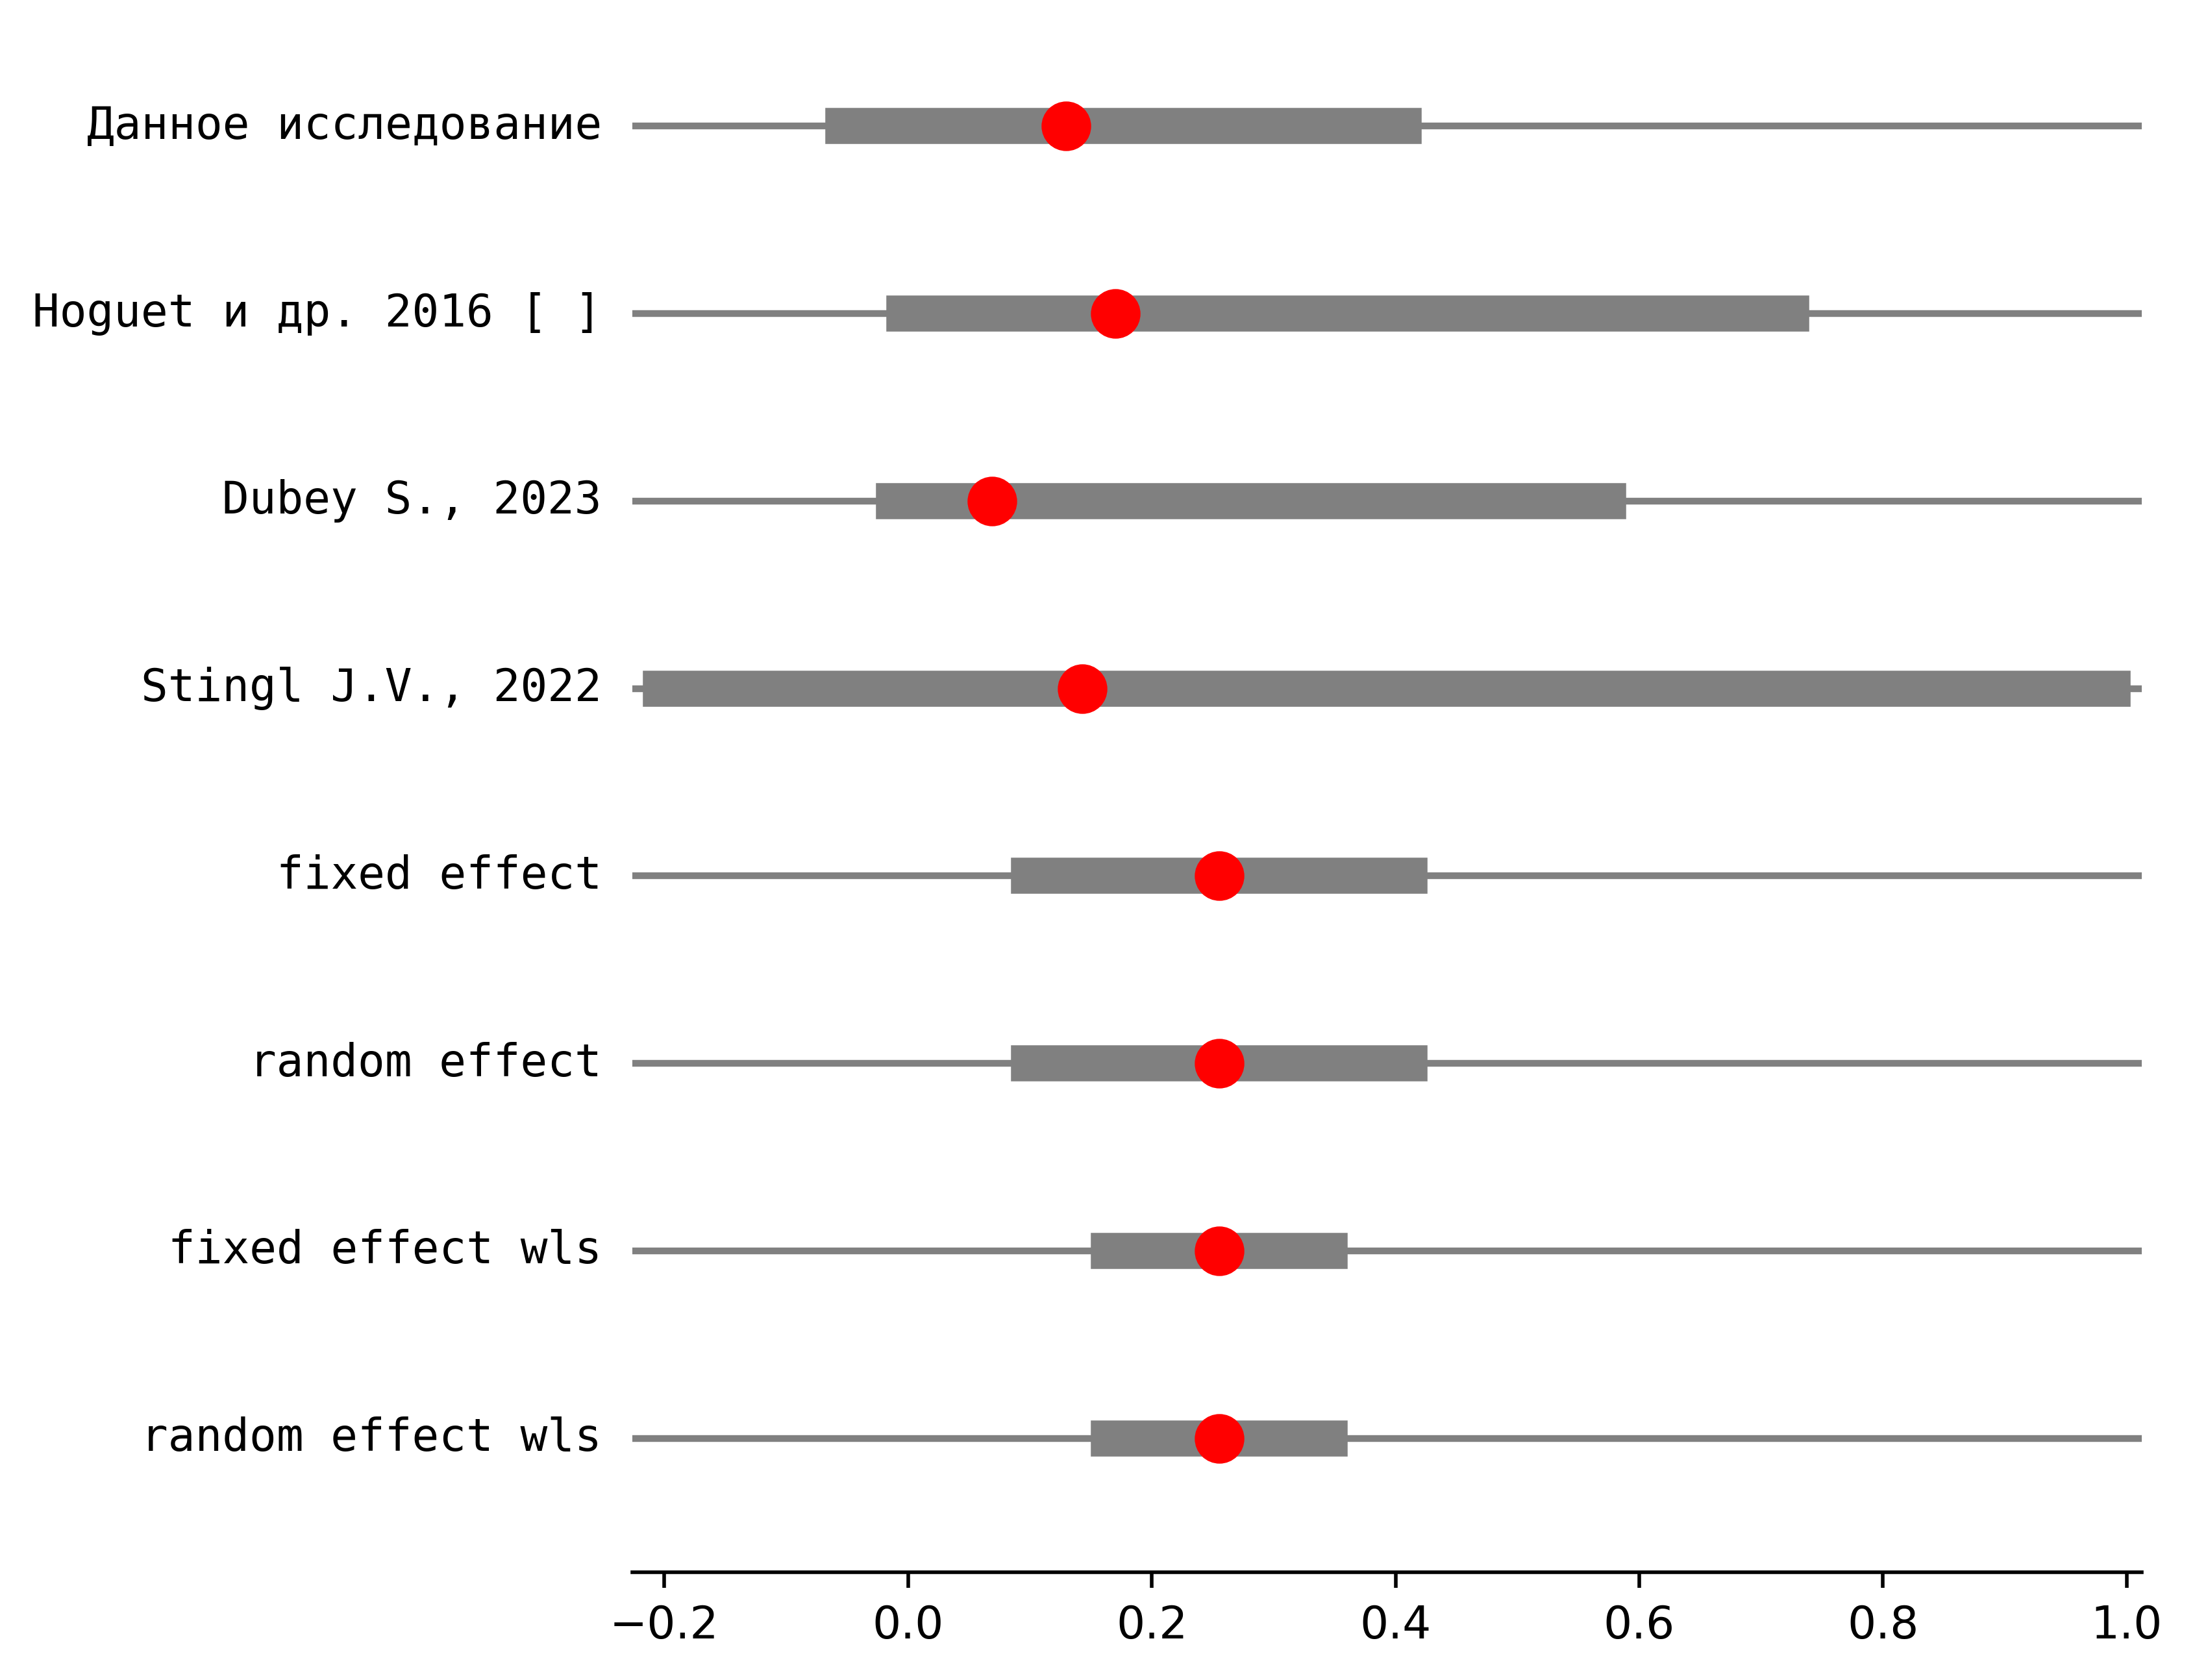 Данное исследование
Hoguet и др. 2016 [ ]
Dubey S., 2023
Stingl J.V., 2022
fixed effect
random effect
fixed effect wls
random effect wls
−0.2 0.0 0.2 0.4 0.6 0.8 1.0